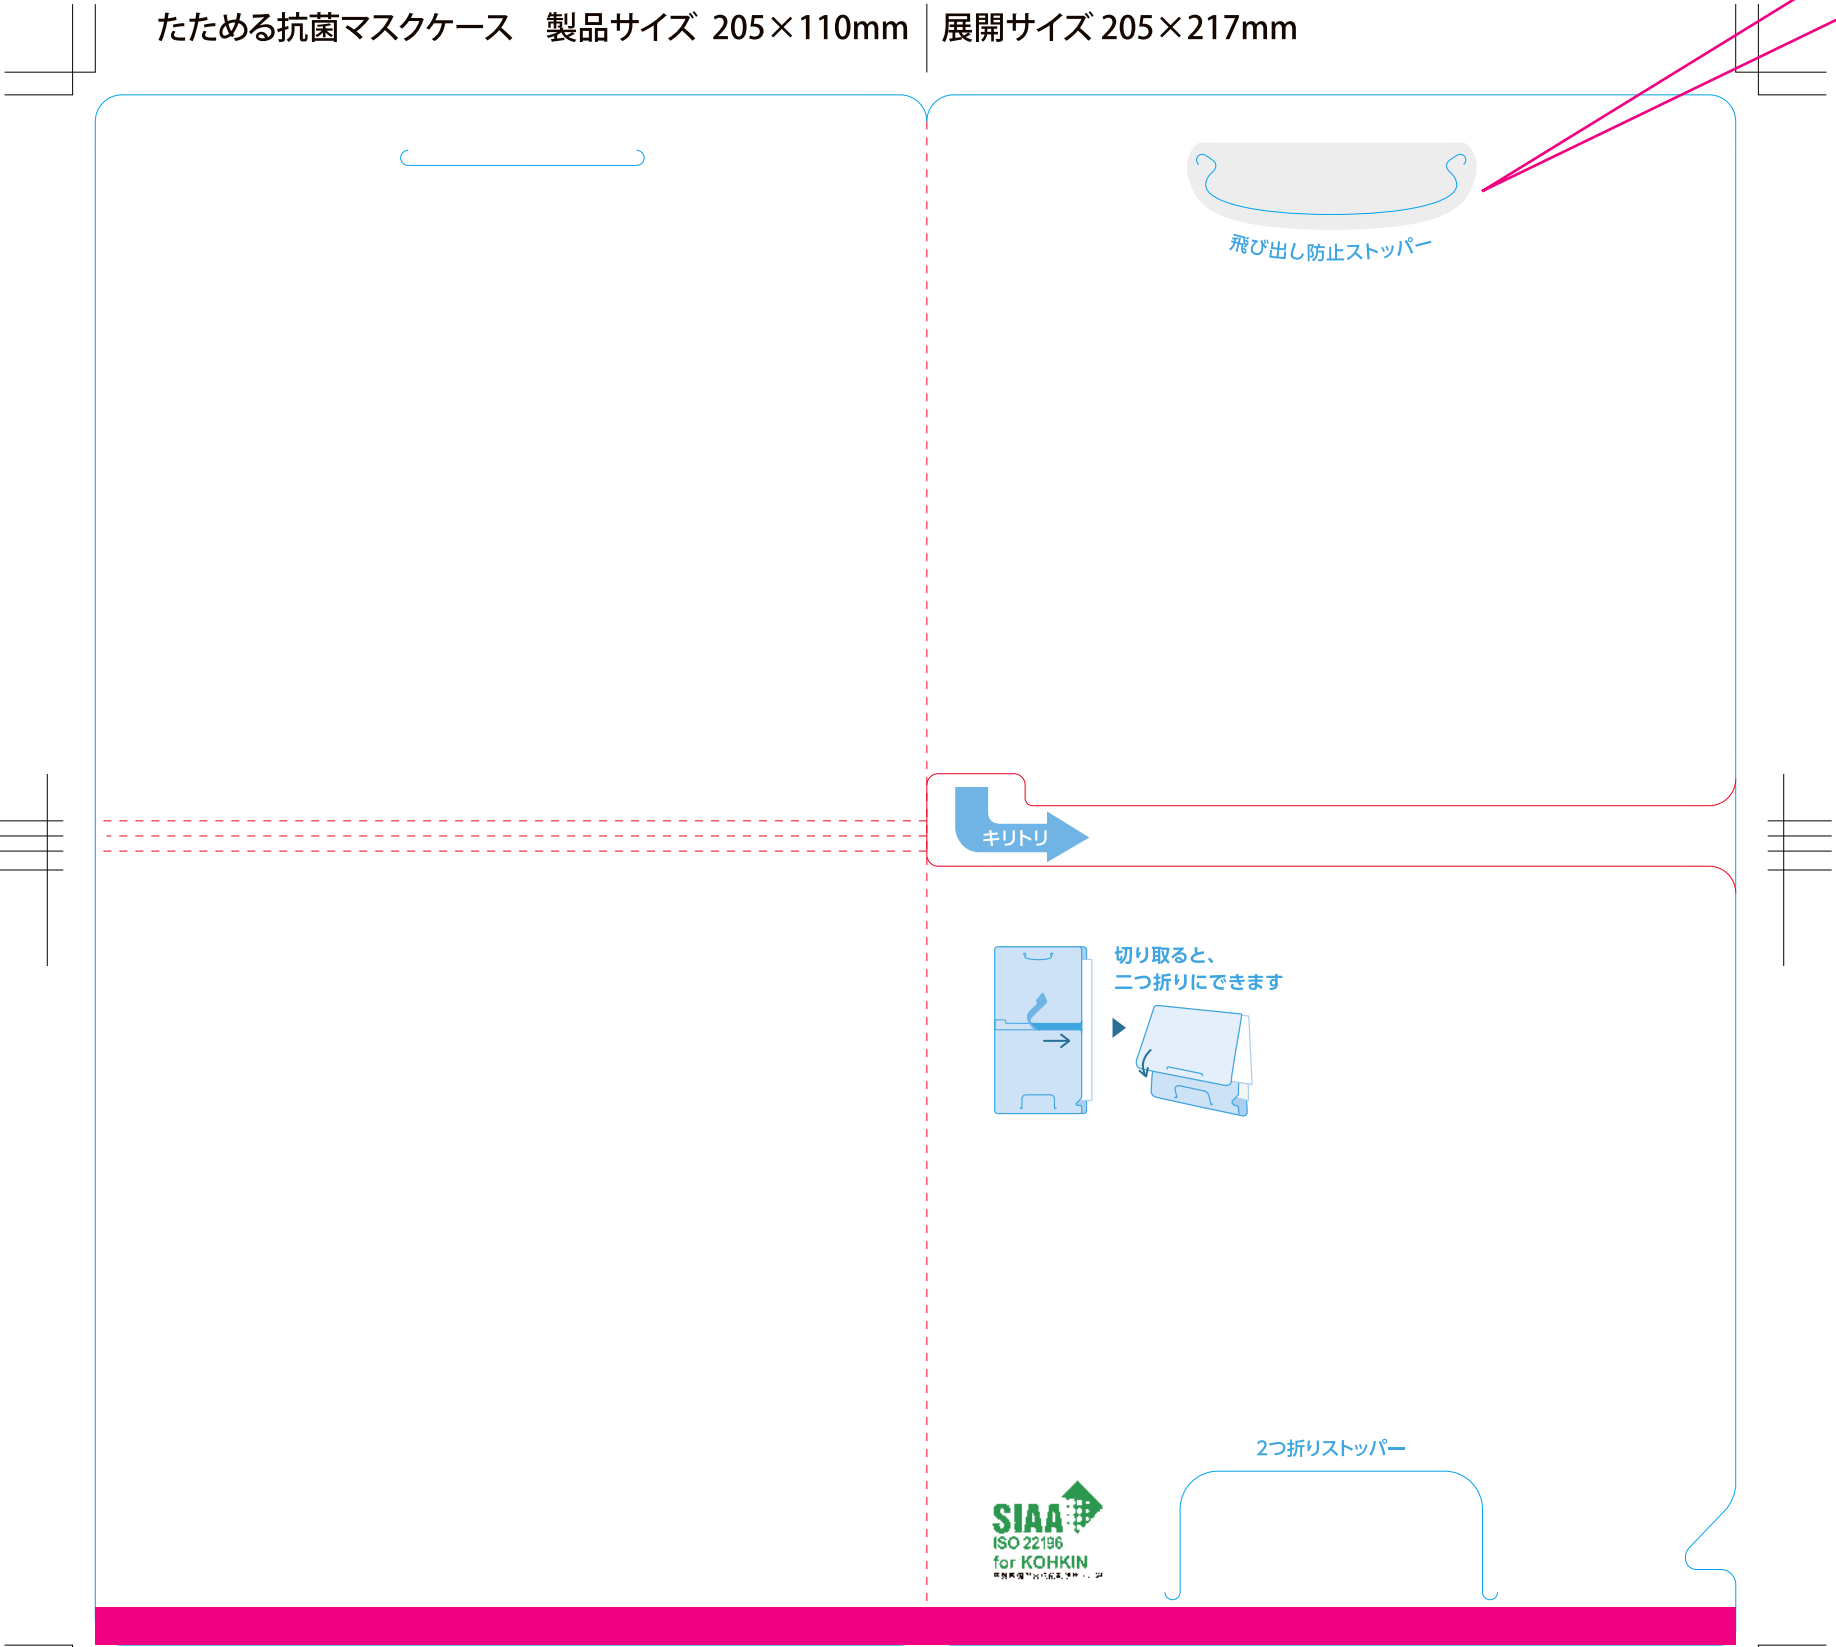 たためる抗菌マスクケース　製品サイズ 205×110mm
展開サイズ 205×217mm
飛び出し防止ストッパー
キリトリ
切り取ると、
二つ折りにできます
2つ折りストッパー
SIAA
ISO 22196
for KOHKIN